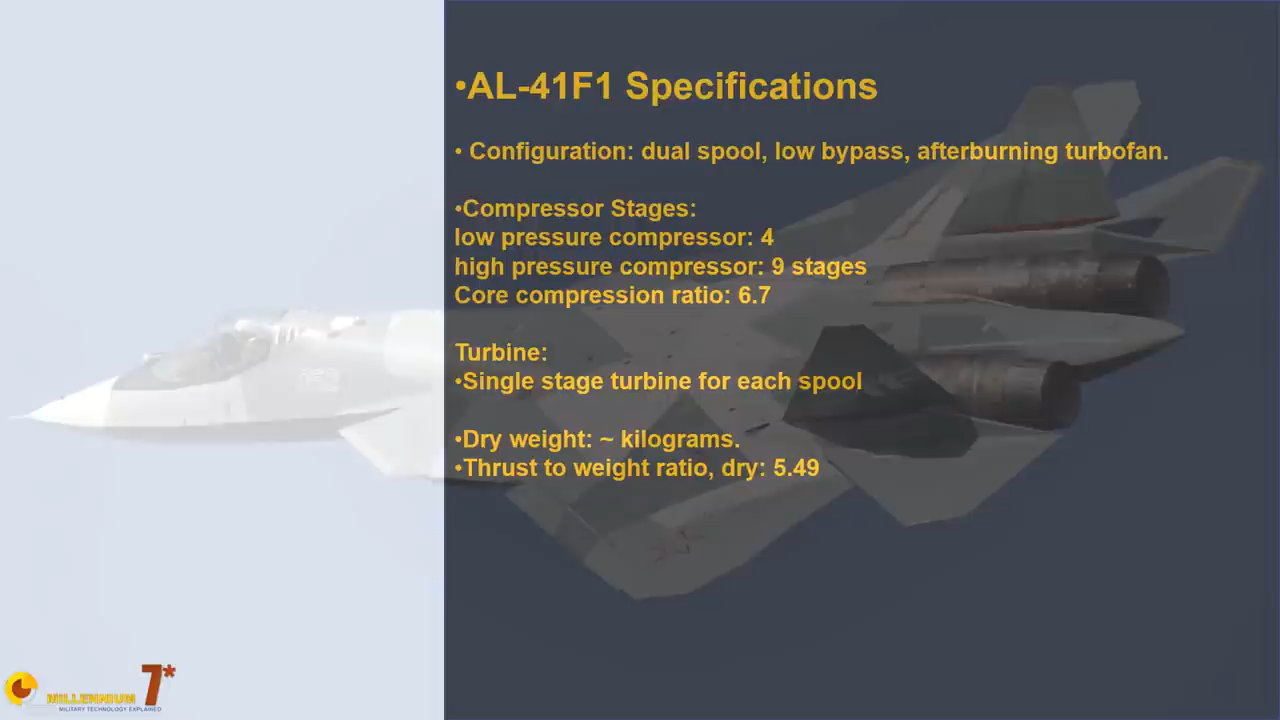 •AL-41F1 Specifications
• Configuration: dual spool, low bypass, afterburning turbofan.
•Compressor Stages:
low pressure compressor: 4
high pressure compressor: 9 stages
Core compression ratio: 6.7
Turbine:
•Single stage turbine for each spool
•Dry weight: ~ kilograms.
•Thrust to weight ratio, dry: 5.49
MILLENNIUM 7*
MILITARY TECHNOLOGY EXPLAINED